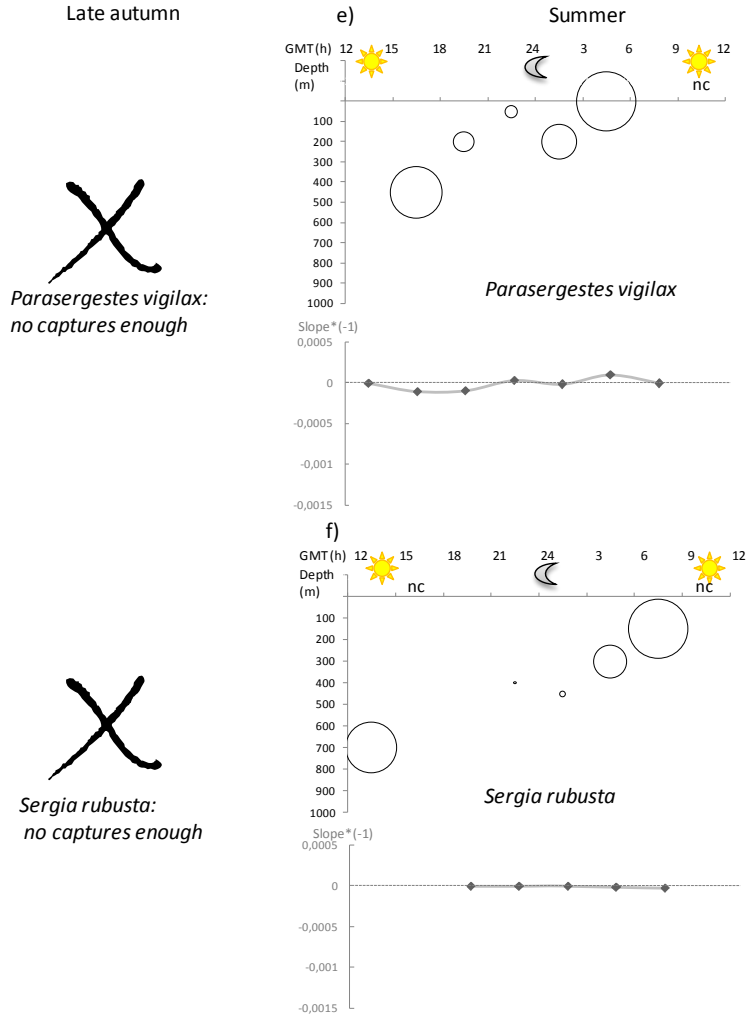 Late autumn
e)
Summer
GMT (h) 12 15 18 21 24 3 6 9 12
Depth
(m)
nc
100
200
300
400
500
600
700
800
900
1000
Parasergestes vigilax:
no captures enough
Parasergestes vigilax
Slope*(-1)
0,0005
0
-0,0005
-0,001
-0,0015
f)
GMT (h) 12 15 18 21 24 3 6 9 12
Depth
(m)
nc
nc
100
200
300
400
500
600
700
800
900
1000
Sergia rubusta:
no captures enough
Sergia rubusta
Slope*(-1)
0,0005
0
-0,0005
-0,001
-0,0015